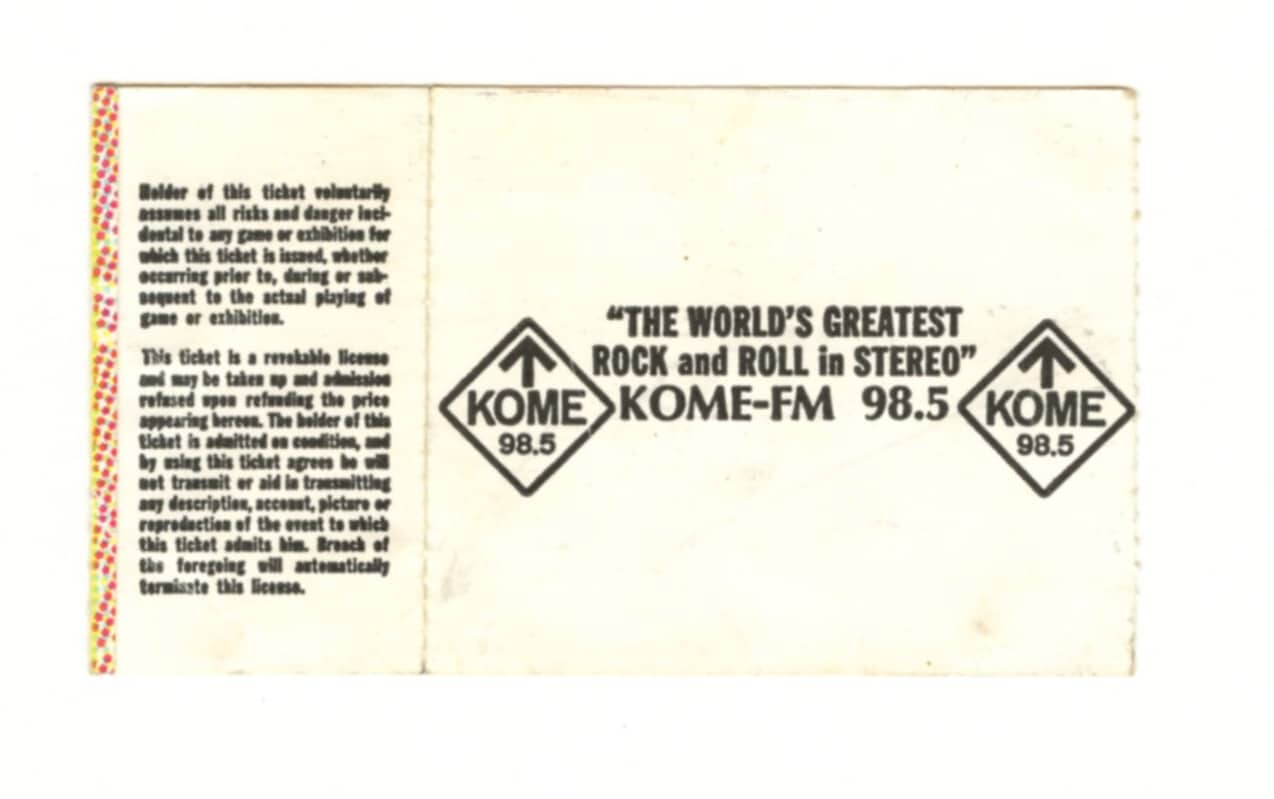 Holder of this ticket voluntarily
assumes all risks and danger inci-
dental to any game or exhibition for
which this ticket is issued, whether
occurring prior to, during or sub-
sequent to the actual playing of
game or exhibition.
This ticket is a revokable license
and may be taken up and admission
refused upon refunding the price
appearing hereon. The holder of this
ticket is admitted on condition, and
by using this ticket agrees he will
not transmit or aid in transmitting
any description, account, picture or
reproduction of the event to which
this ticket admits him. Breach of
the foregoing will automatically
terminate this license.
“THE WORLD’S GREATEST
ROCK and ROLL in STEREO”
KOME-FM 98.5
KOME
98.5
KOME
98.5